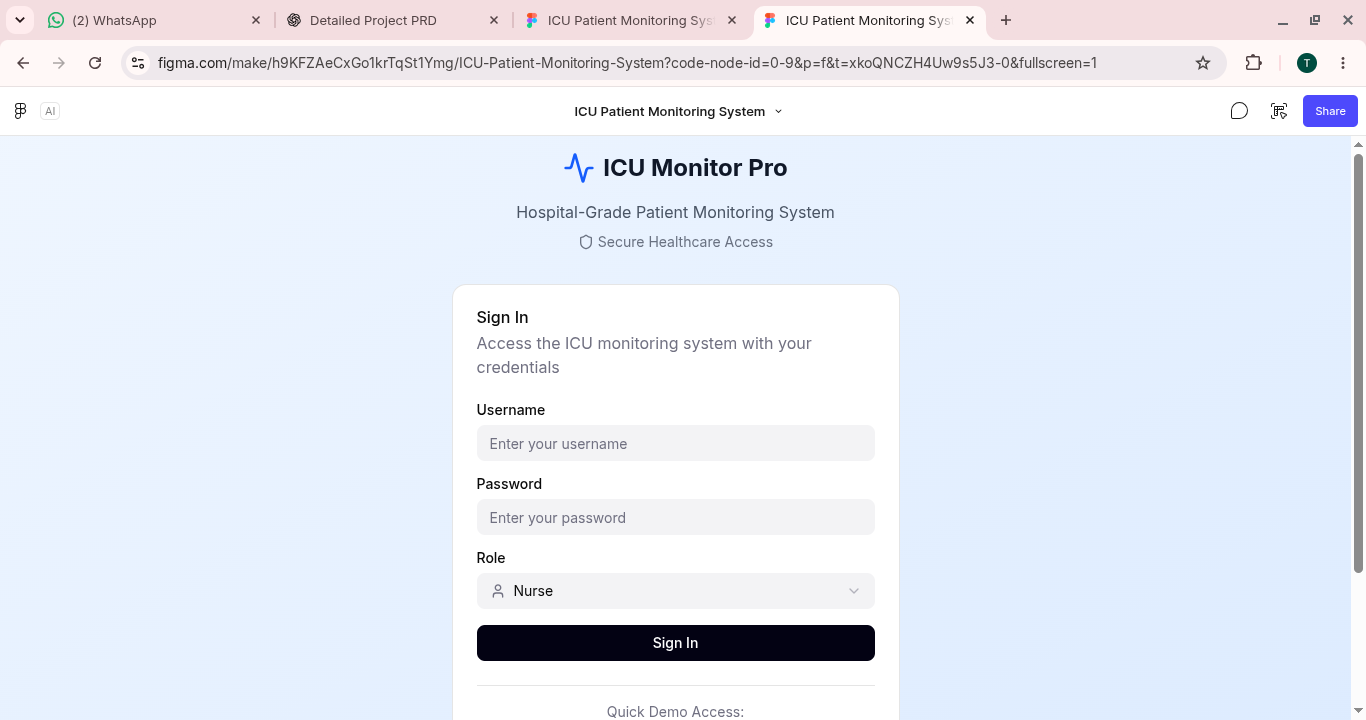 (2) WhatsApp
Detailed Project PRD
ICU Patient Monitoring Sys
ICU Patient Monitoring Sys
figma.com/make/h9KFZAeCxGo1krTqSt1Ymg/ICU-Patient-Monitoring-System?code-node-id=0-9&p=f&t=xkoQNCZH4Uw9s5J3-0&fullscreen=1
T
AI
ICU Patient Monitoring System
Share
ICU Monitor Pro
Hospital-Grade Patient Monitoring System
Secure Healthcare Access
Sign In
Access the ICU monitoring system with your
credentials
Username
Enter your username
Password
Enter your password
Role
Nurse
Sign In
Quick Demo Access: